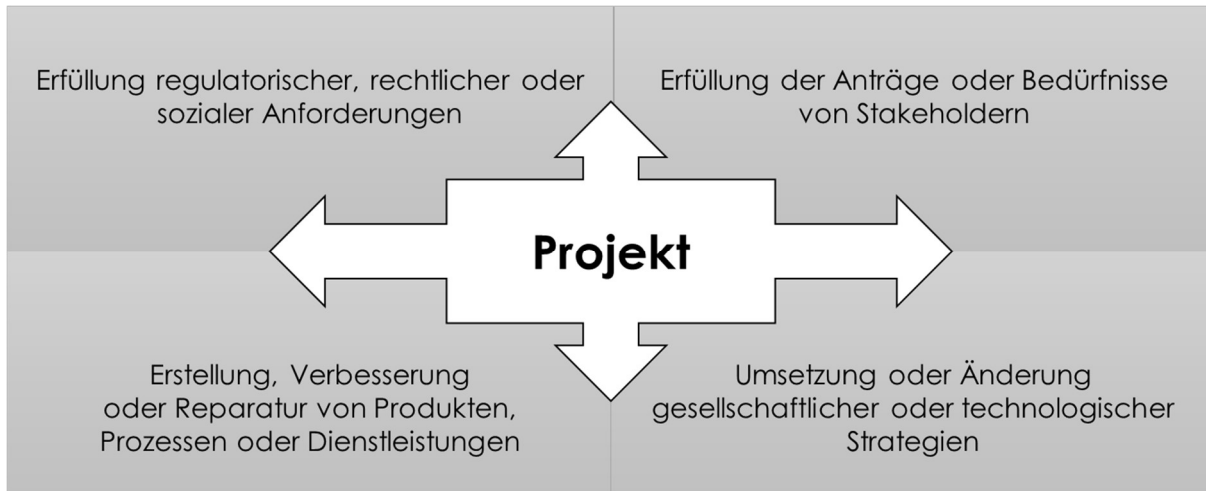 Erfüllung regulatorischer, rechtlicher oder
sozialer Anforderungen
Erfüllung der Anträge oder Bedürfnisse
von Stakeholdern
Projekt
Erstellung, Verbesserung
oder Reparatur von Produkten,
Prozessen oder Dienstleistungen
Umsetzung oder Änderung
gesellschaftlicher oder technologischer
Strategien